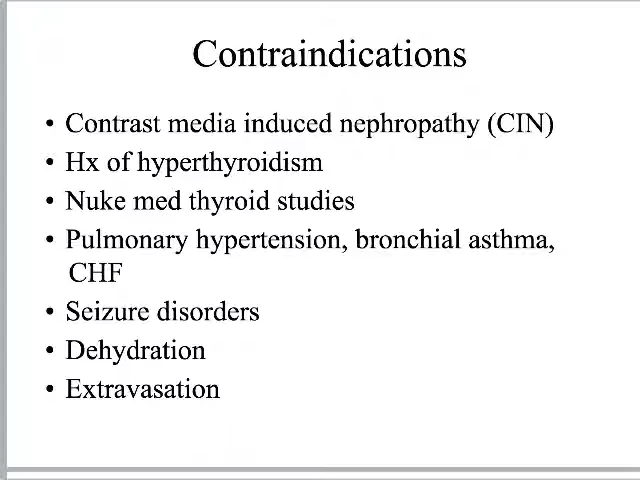 Contraindications
• Contrast media induced nephropathy (CIN)
• Hx of hyperthyroidism
• Nuke med thyroid studies
• Pulmonary hypertension, bronchial asthma,
CHF
• Seizure disorders
• Dehydration
• Extravasation